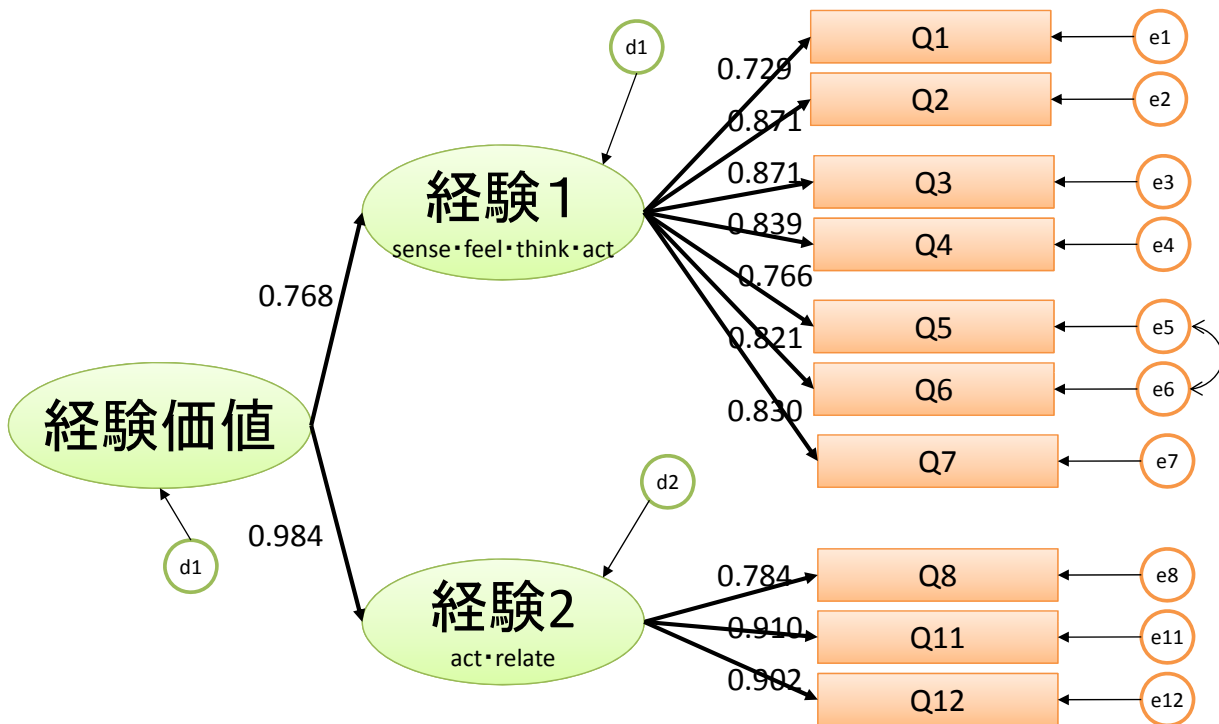 d1
0.729
Q1
e1
0.871
Q2
e2
経験1
sense・feel・think・act
0.871
Q3
e3
0.839
Q4
e4
0.766
Q5
e5
0.821
Q6
e6
0.830
Q7
e7
0.768
経験価値
d1
0.984
d2
経験2
act・relate
0.784
Q8
e8
0.910
Q11
e11
0.902
Q12
e12